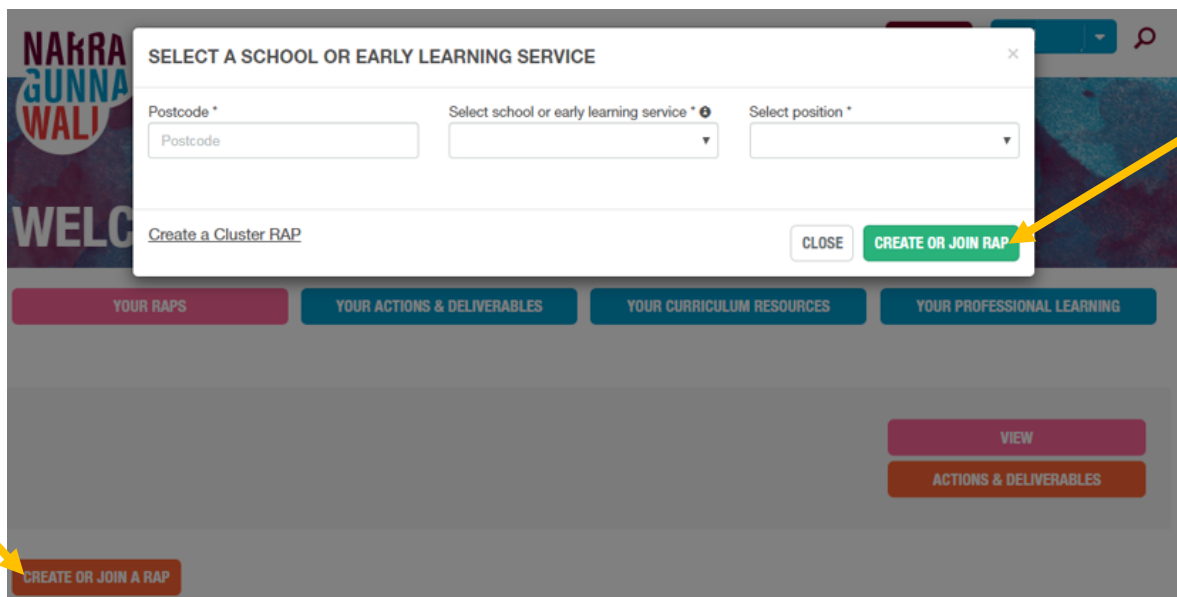 NAꞪRA
GUNNA
WALI
SELECT A SCHOOL OR EARLY LEARNING SERVICE
×
Postcode *
Select school or early learning service *
Select position *
Postcode
WELC
Create a Cluster RAP
CLOSE
CREATE OR JOIN RAP
YOUR RAPS
YOUR ACTIONS & DELIVERABLES
YOUR CURRICULUM RESOURCES
YOUR PROFESSIONAL LEARNING
VIEW
ACTIONS & DELIVERABLES
CREATE OR JOIN A RAP